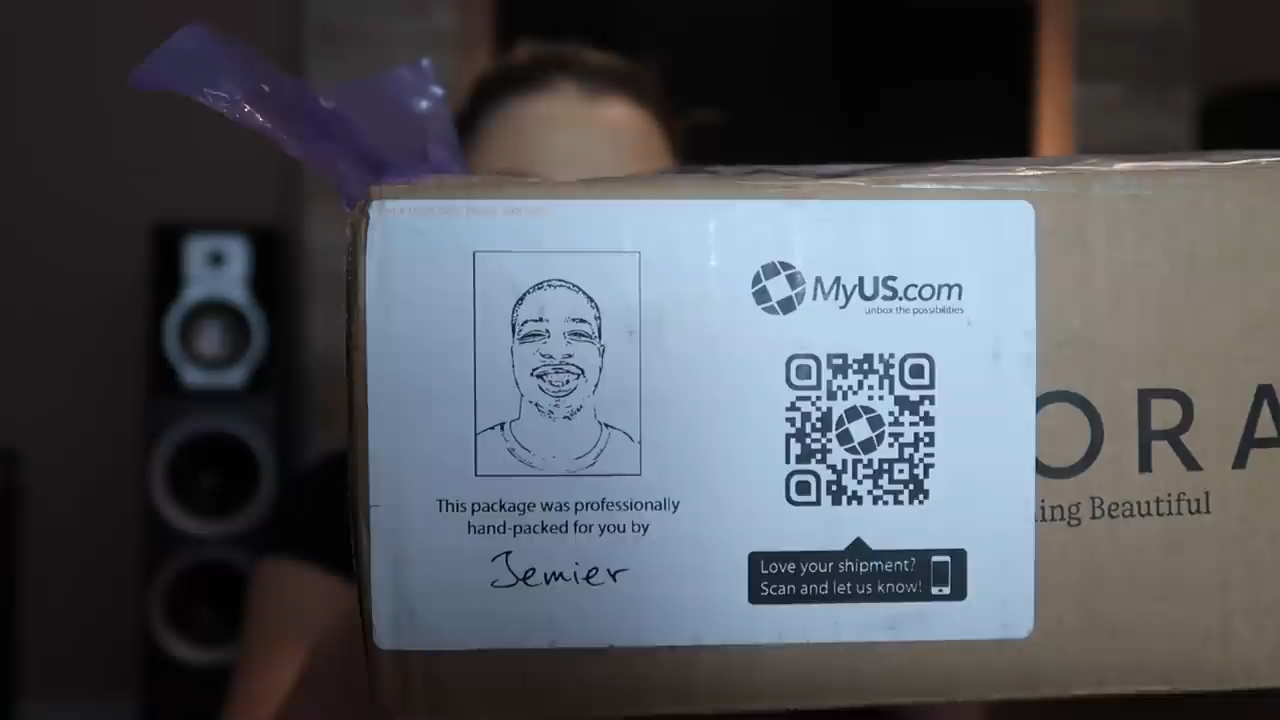 MyUS.com
unbox the possibilities
This package was professionally
hand-packed for you by
Jemier
Love your shipment?
Scan and let us know!
ORA
ing Beautiful